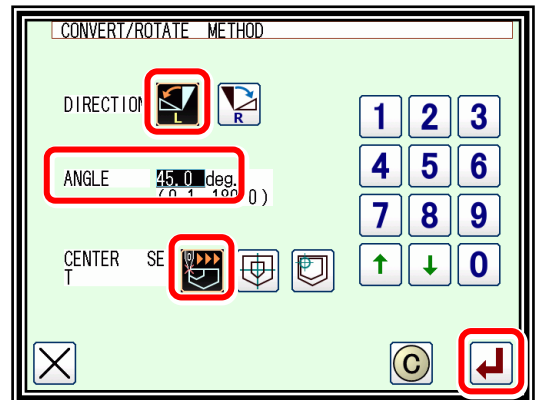 CONVERT/ROTATE METHOD
DIRECTION
L
R
1 2 3
ANGLE 45.0 deg.
4 5 6
7 8 9
CENTER SE
T
↑ ↓ 0
C